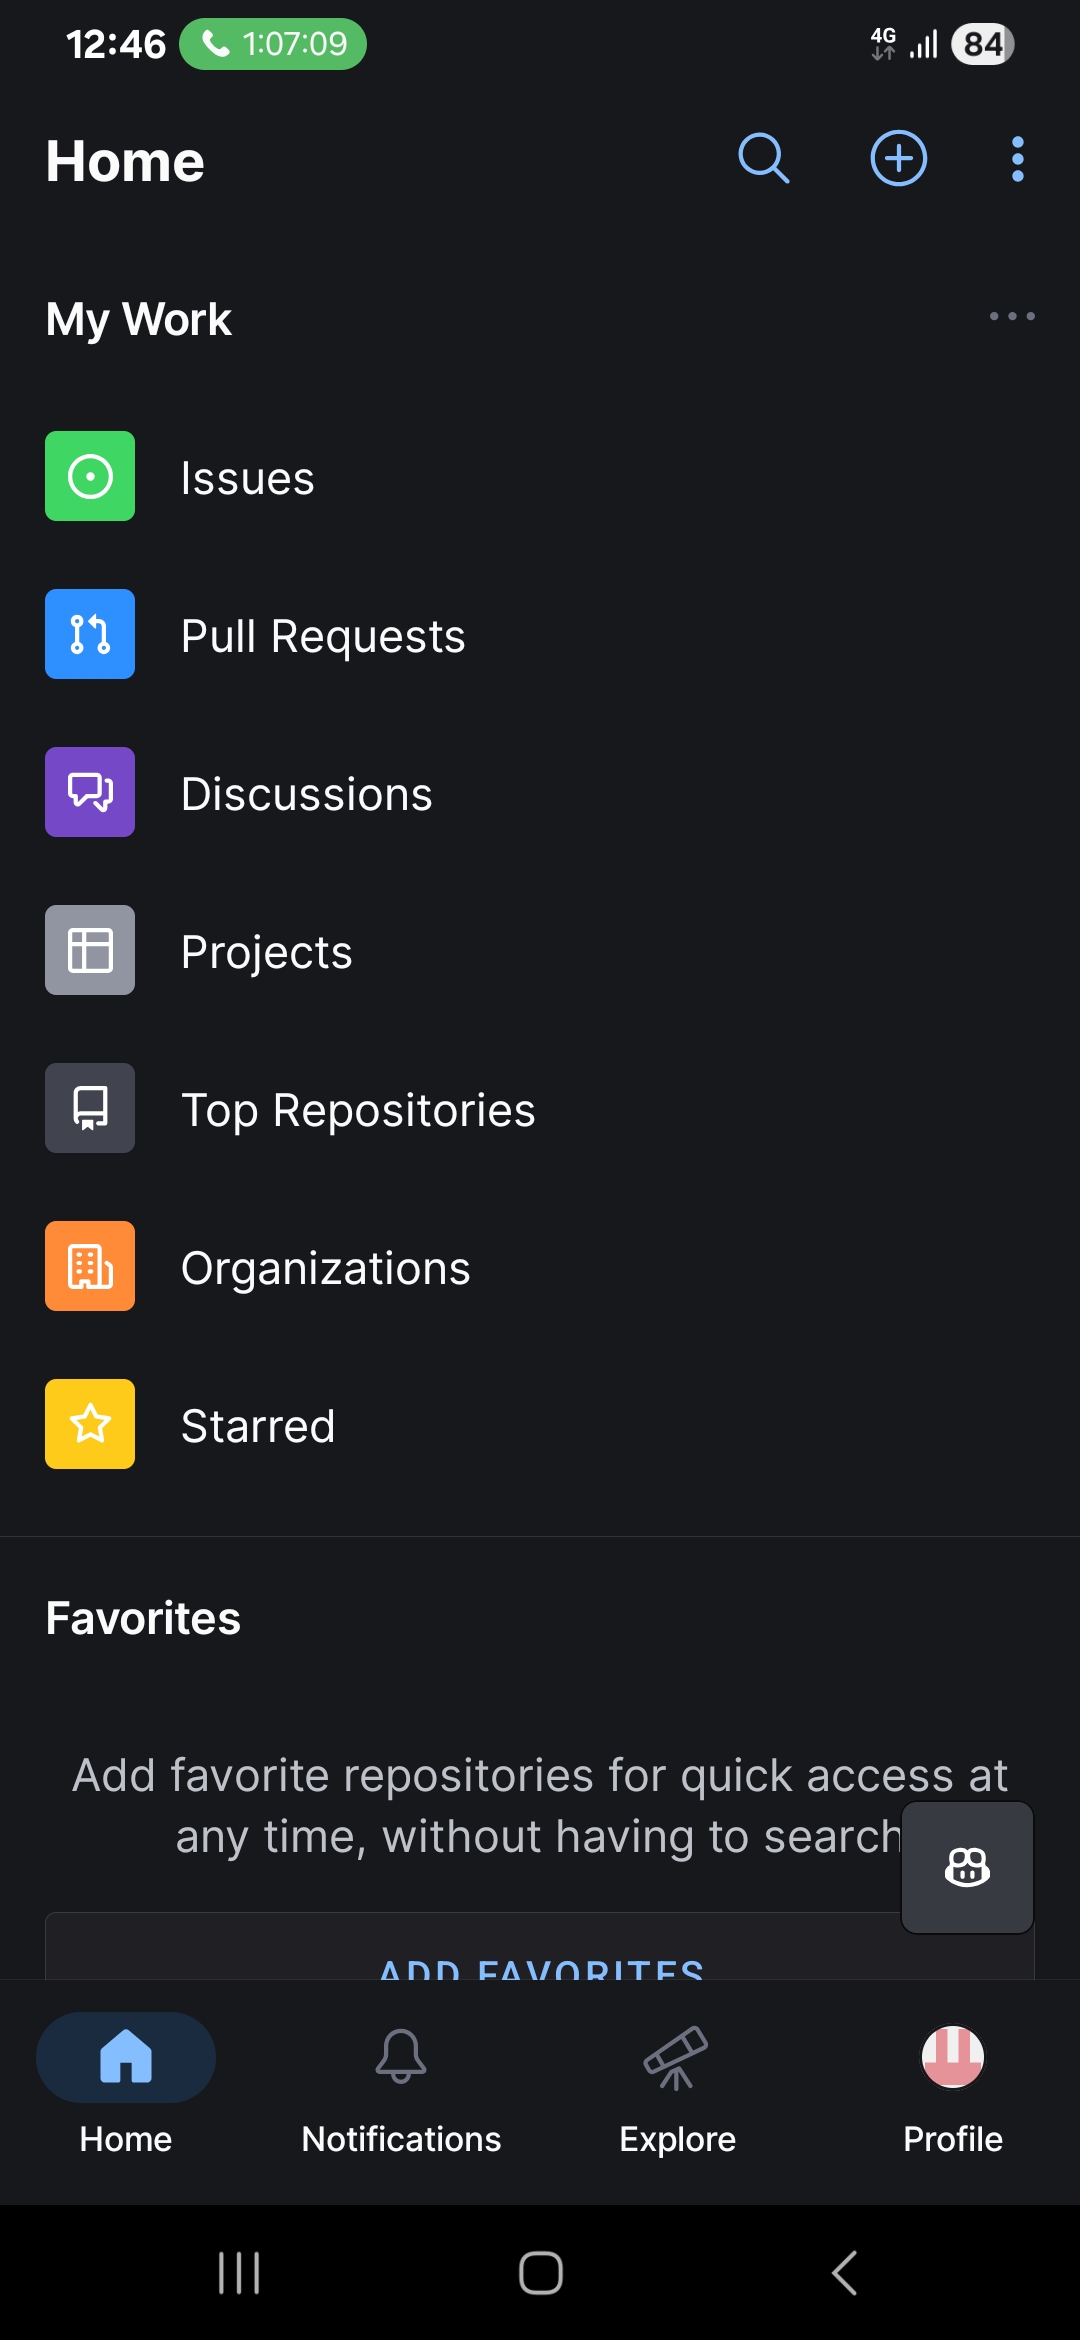 12:46 1:07:09 4G 84
Home
My Work
Issues
Pull Requests
Discussions
Projects
Top Repositories
Organizations
Starred
Favorites
Add favorite repositories for quick access at
any time, without having to search
ADD FAVORITES
Home Notifications Explore Profile